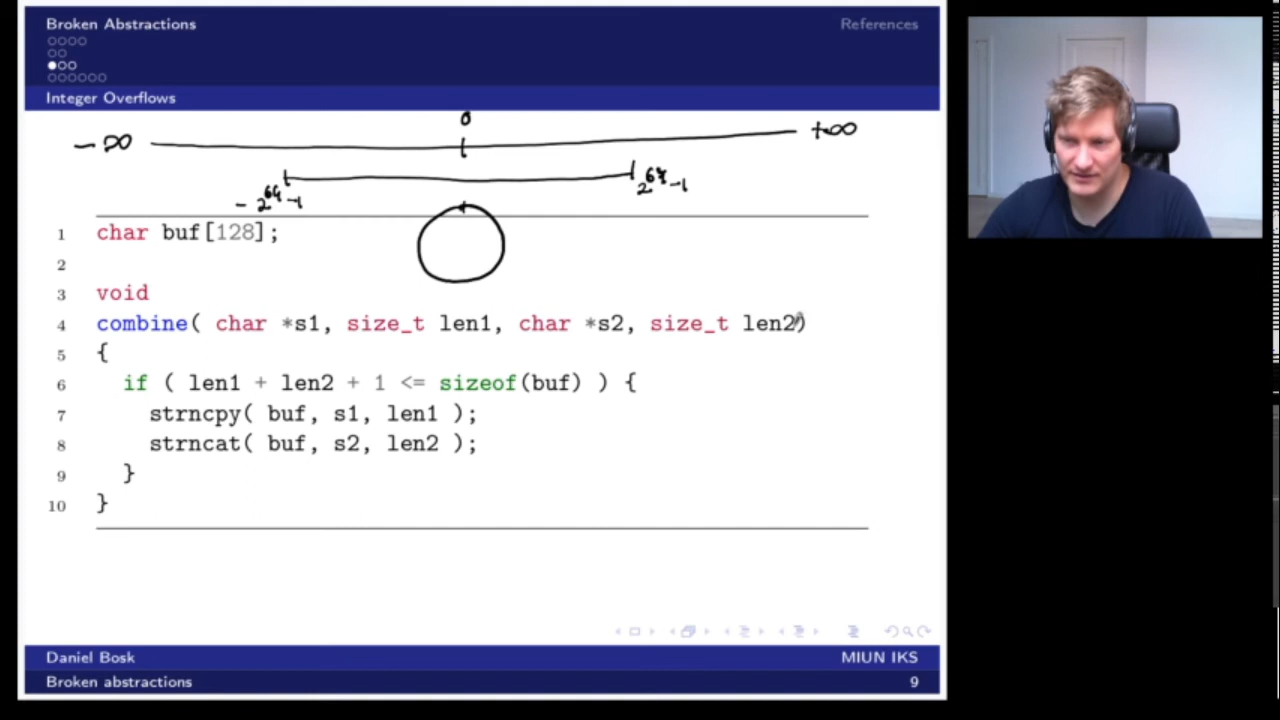 Broken Abstractions
References
Integer Overflows
0
-∞ +∞
-2^64-1 2^64-1
1 char buf[128];
2
3 void
4 combine( char *s1, size_t len1, char *s2, size_t len2)
5 {
6 if ( len1 + len2 + 1 <= sizeof(buf) ) {
7 strncpy( buf, s1, len1 );
8 strncat( buf, s2, len2 );
9 }
10 }
Daniel Bosk MIUN IKS
Broken abstractions 9